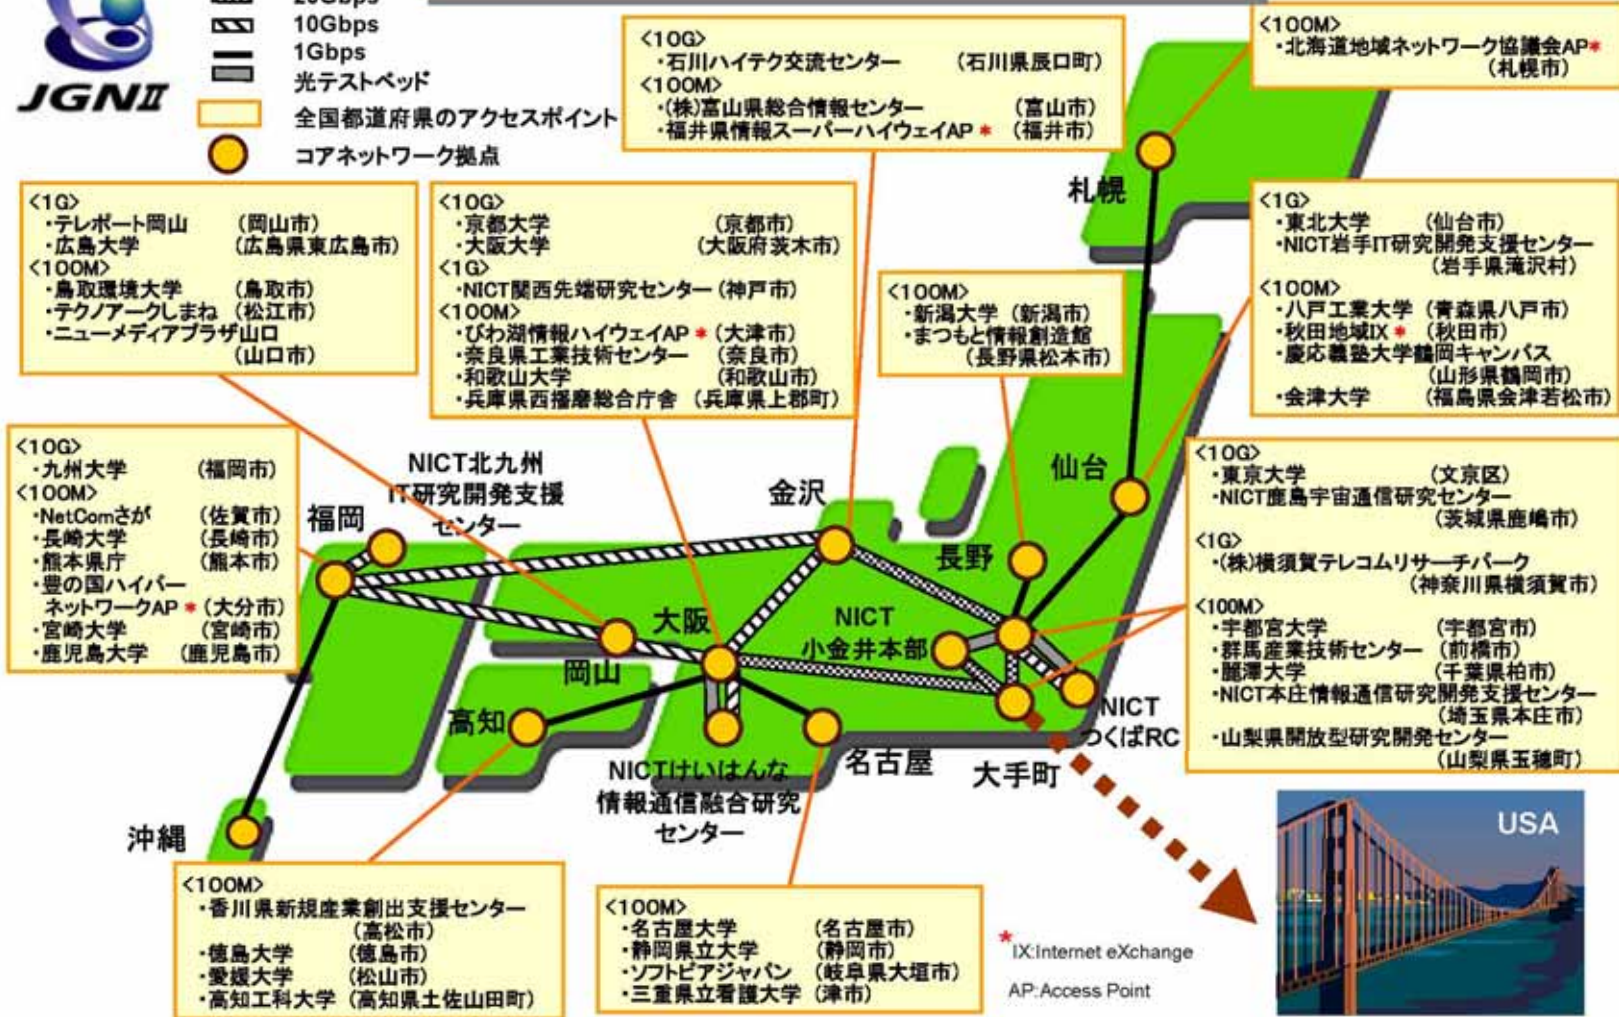 20Gbps
10Gbps
1Gbps
光テストベッド
全国都道府県のアクセスポイント
コアネットワーク拠点
JGNⅡ
<10G>
・石川ハイテク交流センター (石川県辰口町)
<100M>
・(株)富山県総合情報センター (富山市)
・福井県情報スーパーハイウェイAP * (福井市)
<100M>
・北海道地域ネットワーク協議会AP*
(札幌市)
<1G>
・テレポート岡山 (岡山市)
・広島大学 (広島県東広島市)
<100M>
・鳥取環境大学 (鳥取市)
・テクノアークしまね (松江市)
・ニューメディアプラザ山口
(山口市)
<10G>
・京都大学 (京都市)
・大阪大学 (大阪府茨木市)
<1G>
・NICT関西先端研究センター (神戸市)
<100M>
・びわ湖情報ハイウェイAP * (大津市)
・奈良県工業技術センター (奈良市)
・和歌山大学 (和歌山市)
・兵庫県西播磨総合庁舎 (兵庫県上郡町)
<100M>
・新潟大学 (新潟市)
・まつもと情報創造館
(長野県松本市)
札幌
<1G>
・東北大学 (仙台市)
・NICT岩手IT研究開発支援センター
(岩手県滝沢村)
<100M>
・八戸工業大学 (青森県八戸市)
・秋田地域IX * (秋田市)
・慶応義塾大学鶴岡キャンパス
(山形県鶴岡市)
・会津大学 (福島県会津若松市)
<10G>
・九州大学 (福岡市)
<100M>
・NetComさが (佐賀市)
・長崎大学 (長崎市)
・熊本県庁 (熊本市)
・豊の国ハイパー
ネットワークAP * (大分市)
・宮崎大学 (宮崎市)
・鹿児島大学 (鹿児島市)
福岡
NICT北九州
IT研究開発支援
センター
金沢
仙台
長野
大阪
岡山
NICT
小金井本部
高知
NICTけいはんな
情報通信融合研究
センター
名古屋
大手町
NICT
つくばRC
沖縄
<10G>
・東京大学 (文京区)
・NICT鹿島宇宙通信研究センター
(茨城県鹿嶋市)
<1G>
・(株)横須賀テレコムリサーチパーク
(神奈川県横須賀市)
<100M>
・宇都宮大学 (宇都宮市)
・群馬産業技術センター (前橋市)
・麗澤大学 (千葉県柏市)
・NICT本庄情報通信研究開発支援センター
(埼玉県本庄市)
・山梨県開放型研究開発センター
(山梨県玉穂町)
<100M>
・香川県新規産業創出支援センター
(高松市)
・徳島大学 (徳島市)
・愛媛大学 (松山市)
・高知工科大学 (高知県土佐山田町)
<100M>
・名古屋大学 (名古屋市)
・静岡県立大学 (静岡市)
・ソフトピアジャパン (岐阜県大垣市)
・三重県立看護大学 (津市)
*IX:Internet eXchange
AP:Access Point
USA